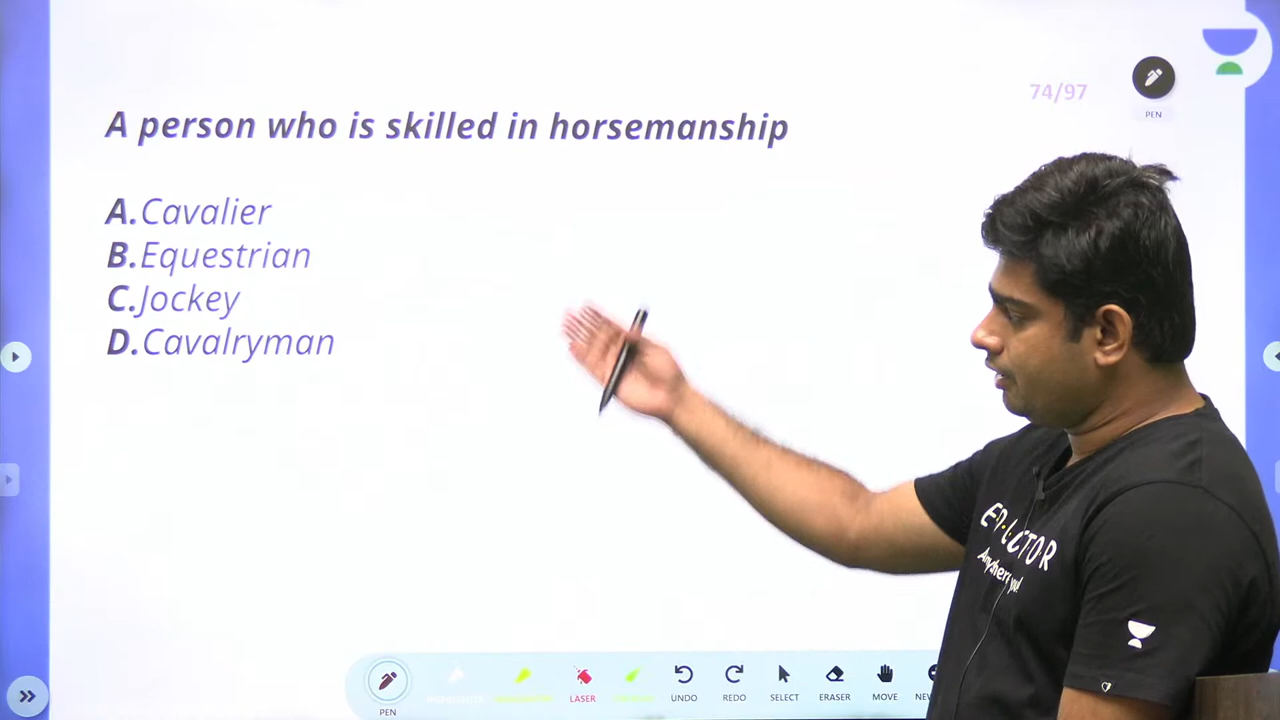 74/97
PEN
A person who is skilled in horsemanship
A.Cavalier
B.Equestrian
C.Jockey
D.Cavalryman
PEN
LASER
UNDO
REDO
SELECT
ERASER
MOVE